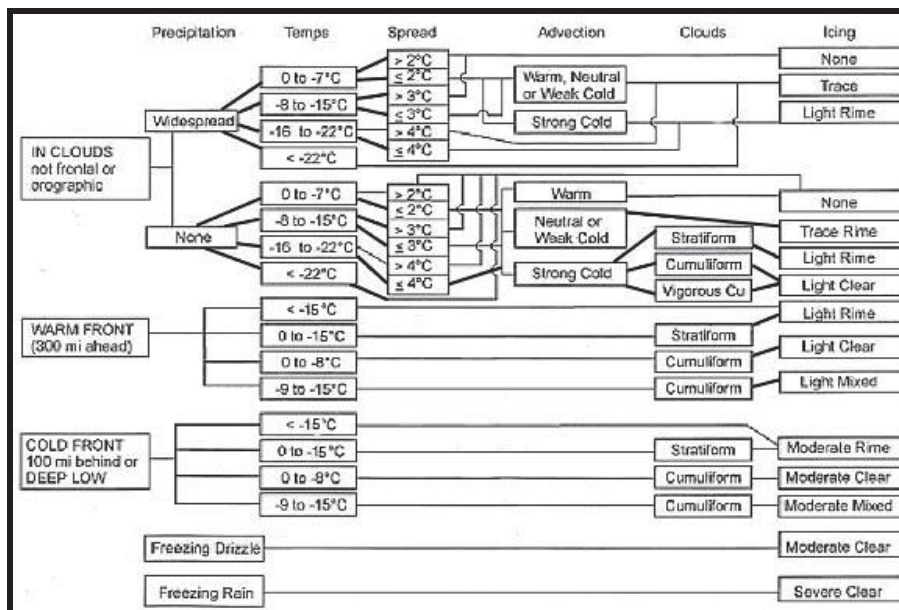 Precipitation Temps Spread Advection Clouds Icing
> 2°C None
0 to -7°C ≤ 2°C Warm, Neutral Trace
-8 to -15°C > 3°C or Weak Cold
Widespread ≤ 3°C Light Rime
-16 to -22°C > 4°C Strong Cold
IN CLOUDS < -22°C ≤ 4°C
not frontal or
orographic
0 to -7°C > 2°C Warm None
-8 to -15°C ≤ 2°C Neutral or Trace Rime
None > 3°C Weak Cold Stratiform
-16 to -22°C ≤ 3°C Light Rime
> 4°C Strong Cold Cumuliform
< -22°C ≤ 4°C Vigorous Cu Light Clear
< -15°C Light Rime
WARM FRONT 0 to -15°C Stratiform
(300 mi ahead) 0 to -8°C Cumuliform Light Clear
-9 to -15°C Cumuliform Light Mixed
< -15°C
COLD FRONT 0 to -15°C Stratiform Moderate Rime
100 mi behind or 0 to -8°C Cumuliform Moderate Clear
DEEP LOW -9 to -15°C Cumuliform Moderate Mixed
Freezing Drizzle Moderate Clear
Freezing Rain Severe Clear